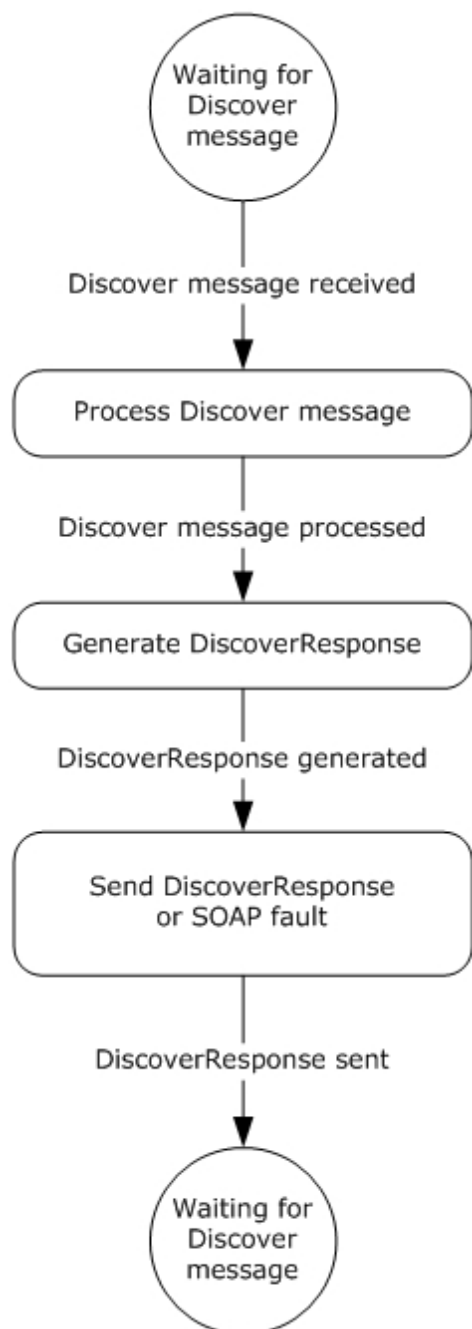 Waiting for
Discover
message
Discover message received
Process Discover message
Discover message processed
Generate DiscoverResponse
DiscoverResponse generated
Send DiscoverResponse
or SOAP fault
DiscoverResponse sent
Waiting for
Discover
message